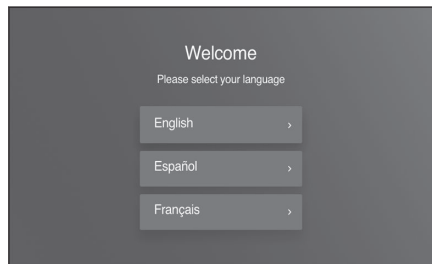 Welcome
Please select your language
English ›
Español ›
Français ›